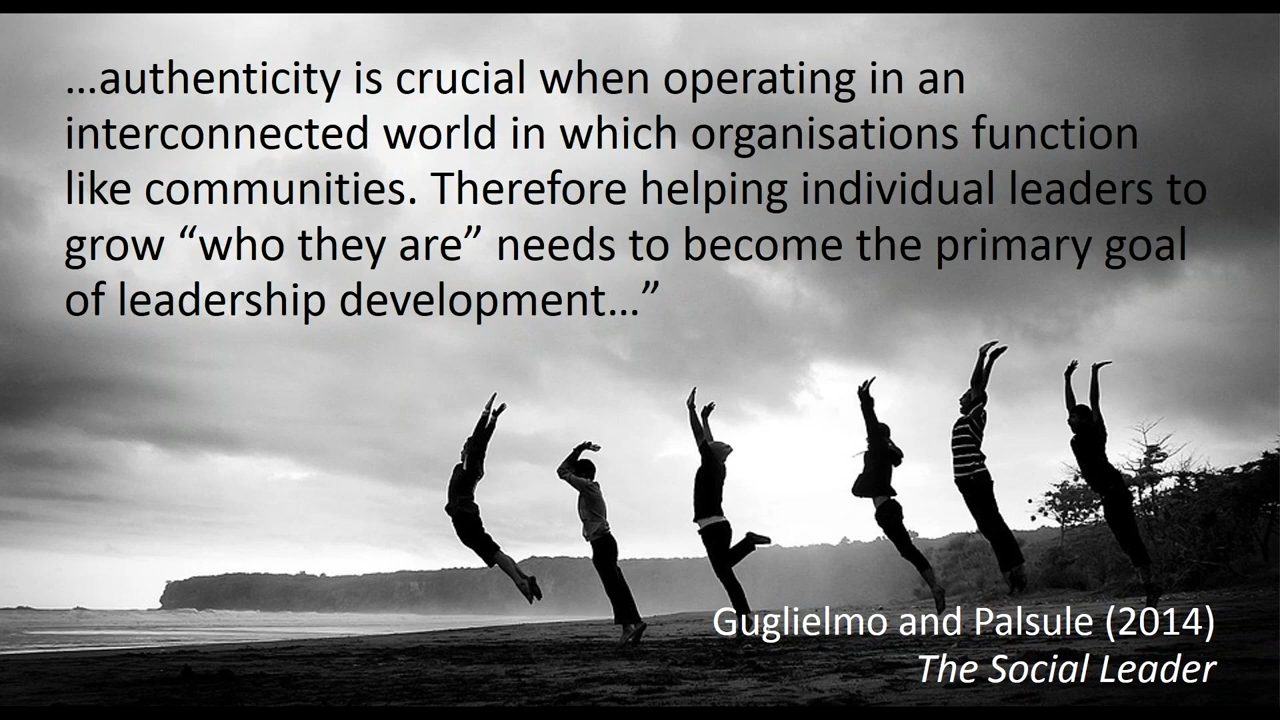 …authenticity is crucial when operating in an
interconnected world in which organisations function
like communities. Therefore helping individual leaders to
grow “who they are” needs to become the primary goal
of leadership development…”
Guglielmo and Palsule (2014)
The Social Leader